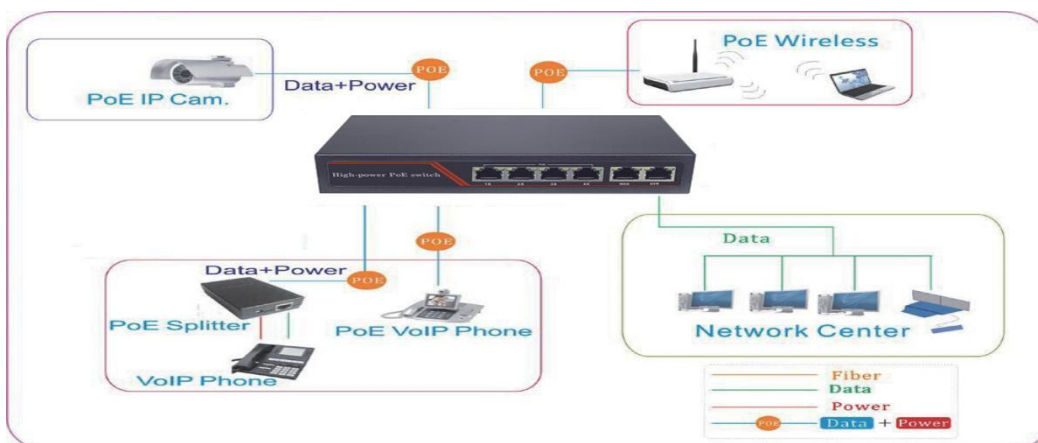 PoE IP Cam.
Data+Power
POE
POE
PoE Wireless
High-power PoE switch
Data+Power
POE
POE
PoE Splitter
PoE VoIP Phone
VoIP Phone
Data
Network Center
Fiber
Data
Power
POE
Data + Power